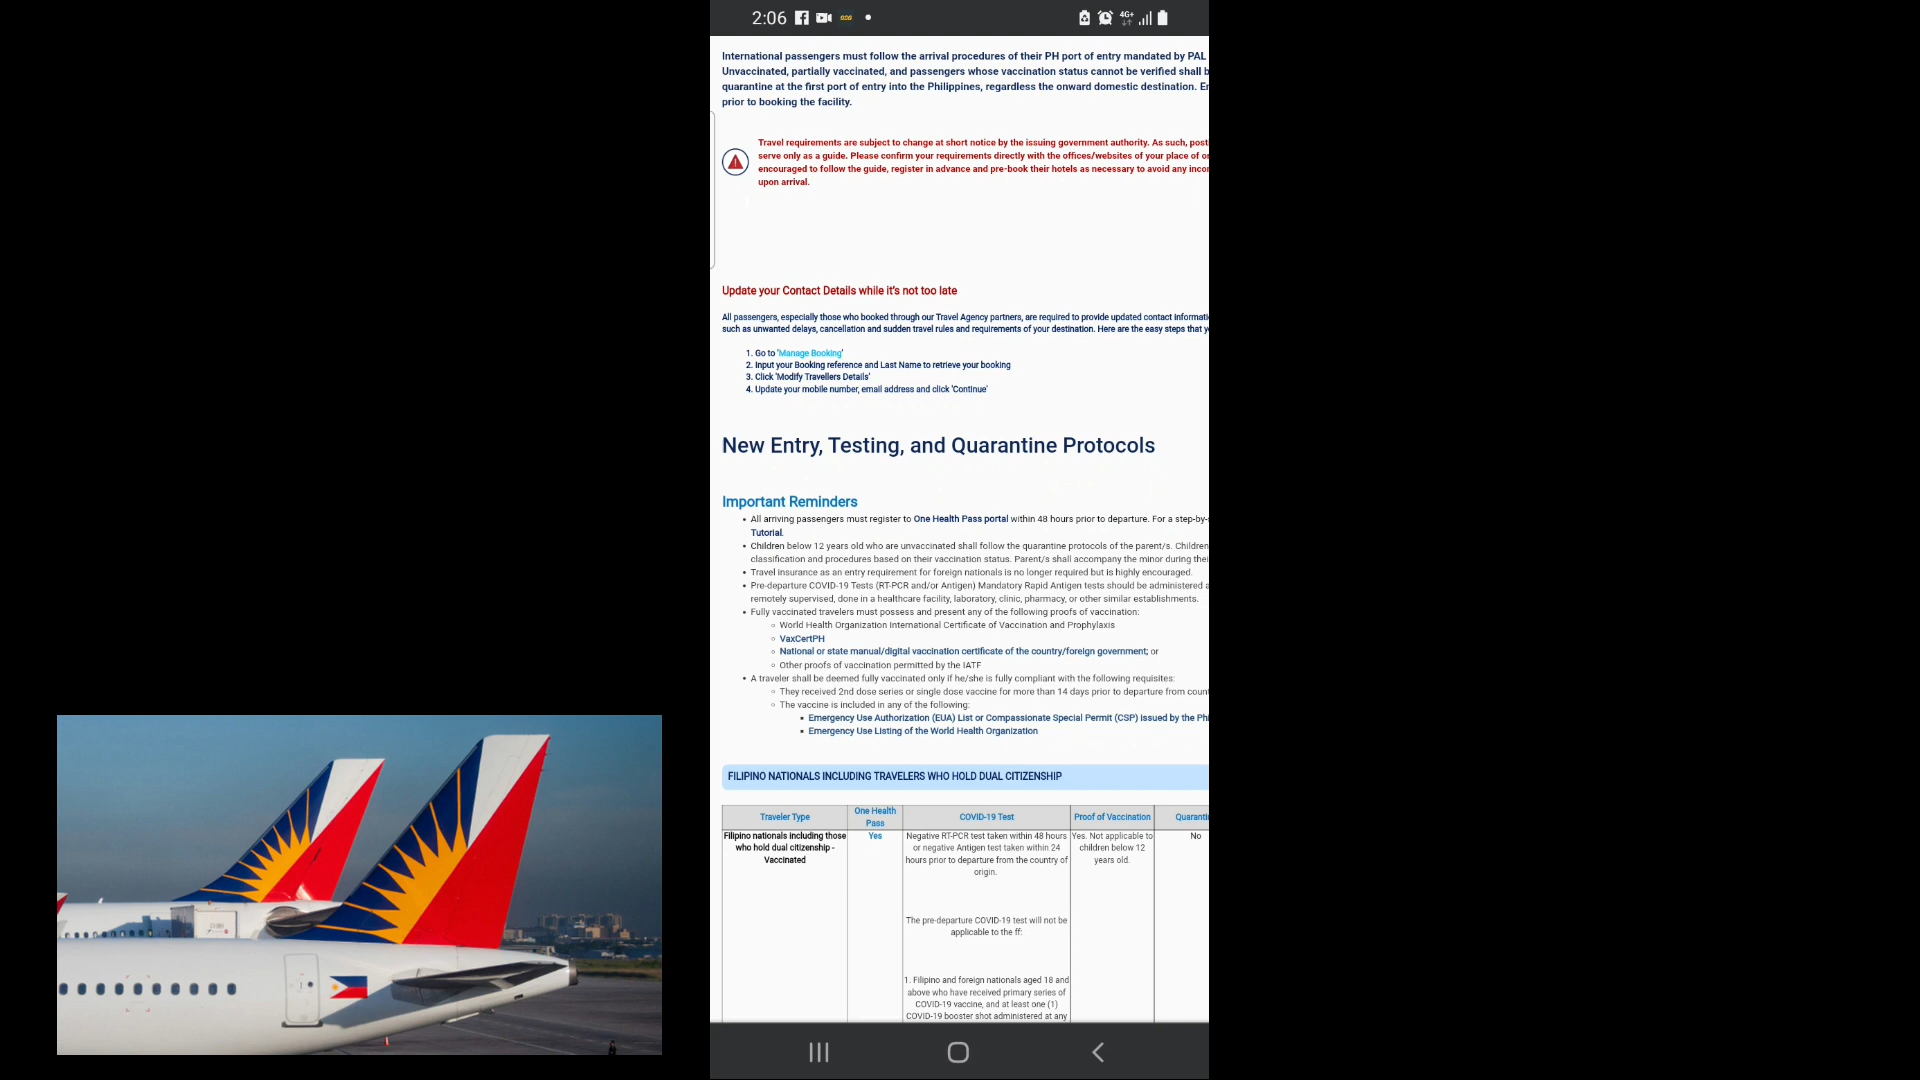 2:06
4G+
International passengers must follow the arrival procedures of their PH port of entry mandated by PAL
Unvaccinated, partially vaccinated, and passengers whose vaccination status cannot be verified shall b
quarantine at the first port of entry into the Philippines, regardless the onward domestic destination. En
prior to booking the facility.
Travel requirements are subject to change at short notice by the issuing government authority. As such, post
serve only as a guide. Please confirm your requirements directly with the offices/websites of your place of or
encouraged to follow the guide, register in advance and pre-book their hotels as necessary to avoid any incon
upon arrival.
Update your Contact Details while it's not too late
All passengers, especially those who booked through our Travel Agency partners, are required to provide updated contact informati
such as unwanted delays, cancellation and sudden travel rules and requirements of your destination. Here are the easy steps that y
1. Go to 'Manage Booking'
2. Input your Booking reference and Last Name to retrieve your booking
3. Click 'Modify Travellers Details'
4. Update your mobile number, email address and click 'Continue'
New Entry, Testing, and Quarantine Protocols
Important Reminders
• All arriving passengers must register to One Health Pass portal within 48 hours prior to departure. For a step-by-s
Tutorial.
• Children below 12 years old who are unvaccinated shall follow the quarantine protocols of the parent/s. Children
classification and procedures based on their vaccination status. Parent/s shall accompany the minor during thei
• Travel insurance as an entry requirement for foreign nationals is no longer required but is highly encouraged.
• Pre-departure COVID-19 Tests (RT-PCR and/or Antigen) Mandatory Rapid Antigen tests should be administered a
remotely supervised, done in a healthcare facility, laboratory, clinic, pharmacy, or other similar establishments.
• Fully vaccinated travelers must possess and present any of the following proofs of vaccination:
○ World Health Organization International Certificate of Vaccination and Prophylaxis
○ VaxCertPH
○ National or state manual/digital vaccination certificate of the country/foreign government; or
○ Other proofs of vaccination permitted by the IATF
• A traveler shall be deemed fully vaccinated only if he/she is fully compliant with the following requisites:
○ They received 2nd dose series or single dose vaccine for more than 14 days prior to departure from count
○ The vaccine is included in any of the following:
▪ Emergency Use Authorization (EUA) List or Compassionate Special Permit (CSP) issued by the Phi
▪ Emergency Use Listing of the World Health Organization
FILIPINO NATIONALS INCLUDING TRAVELERS WHO HOLD DUAL CITIZENSHIP
Traveler Type
One Health
Pass
COVID-19 Test
Proof of Vaccination
Quaranti
Filipino nationals including those
who hold dual citizenship -
Vaccinated
Yes
Negative RT-PCR test taken within 48 hours
or negative Antigen test taken within 24
hours prior to departure from the country of
origin.
The pre-departure COVID-19 test will not be
applicable to the ff:
1. Filipino and foreign nationals aged 18 and
above who have received primary series of
COVID-19 vaccine, and at least one (1)
COVID-19 booster shot administered at any
Yes. Not applicable to
children below 12
years old.
No